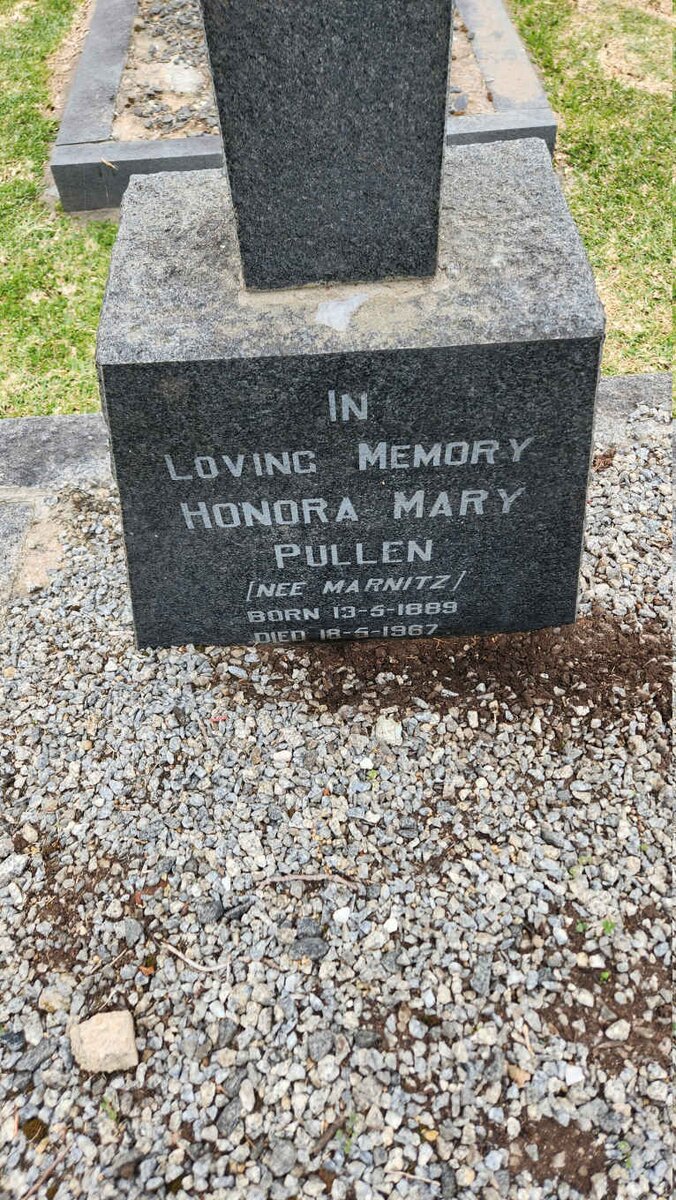 IN
LOVING MEMORY
HONORA MARY
PULLEN
[NEE MARNITZ]
BORN 13-5-1889
DIED 18-6-1967